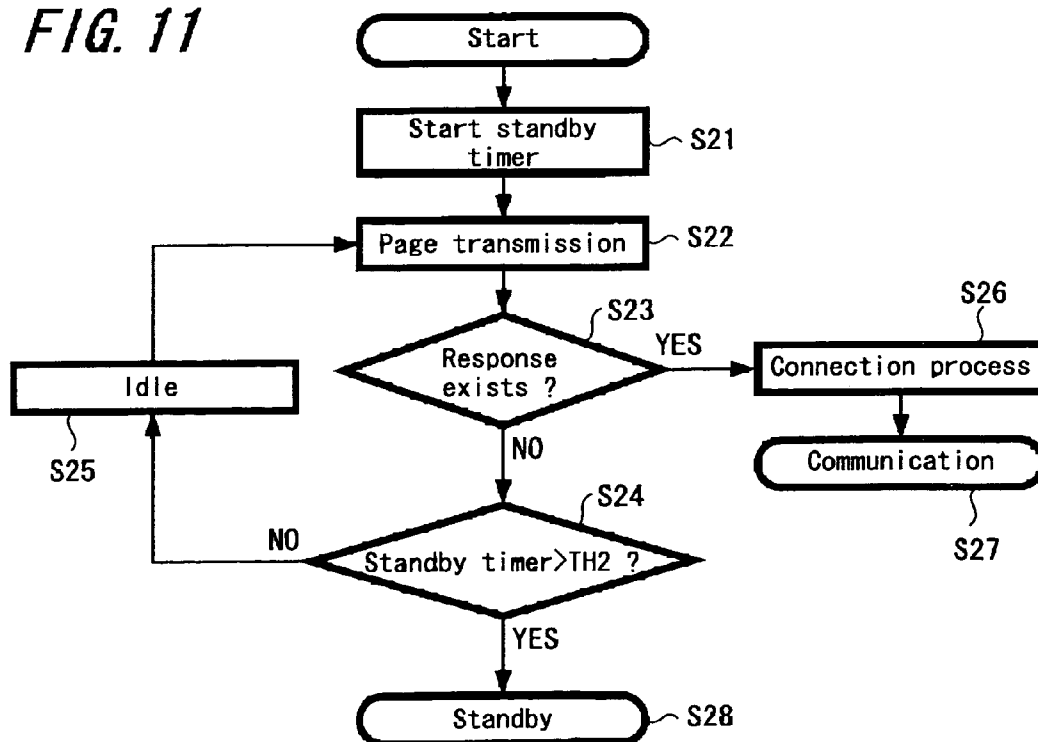 FIG. 11
Start
Start standby
timer
S21
Page transmission
S22
S23
Response
exists ?
YES
S26
Connection process
Idle
S25
NO
Communication
S27
S24
NO
Standby timer>TH2 ?
YES
Standby
S28